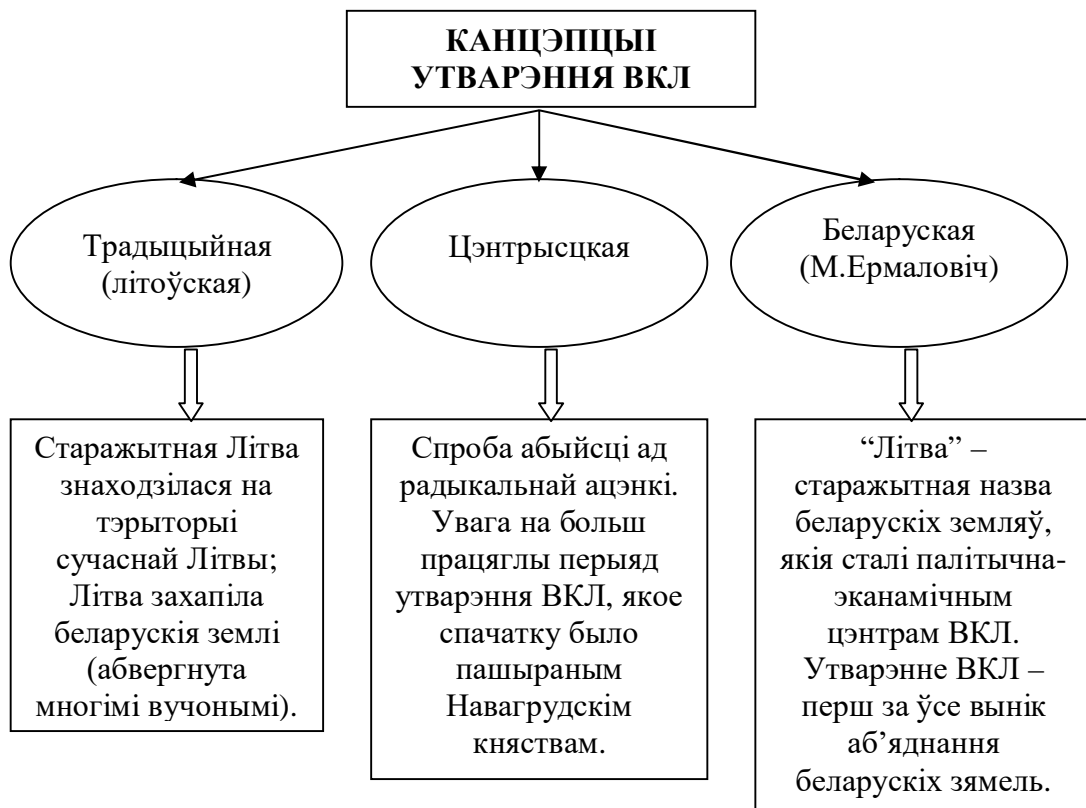 КАНЦЭПЦЫІ
УТВАРЭННЯ ВКЛ
Традыцыйная
(літоўская)
Цэнтрысцкая
Беларуская
(М.Ермаловіч)
Старажытная Літва
знаходзілася на
тэрыторыі
сучаснай Літвы;
Літва захапіла
беларускія землі
(абвергнута
многімі вучонымі).
Спроба абыйсці ад
радыкальнай ацэнкі.
Увага на больш
працяглы перыяд
утварэння ВКЛ, якое
спачатку было
пашыраным
Навагрудскім
княствам.
“Літва” –
старажытная назва
беларускіх земляў,
якія сталі палітычна-
эканамічным
цэнтрам ВКЛ.
Утварэнне ВКЛ –
перш за ўсе вынік
аб’яднання
беларускіх зямель.